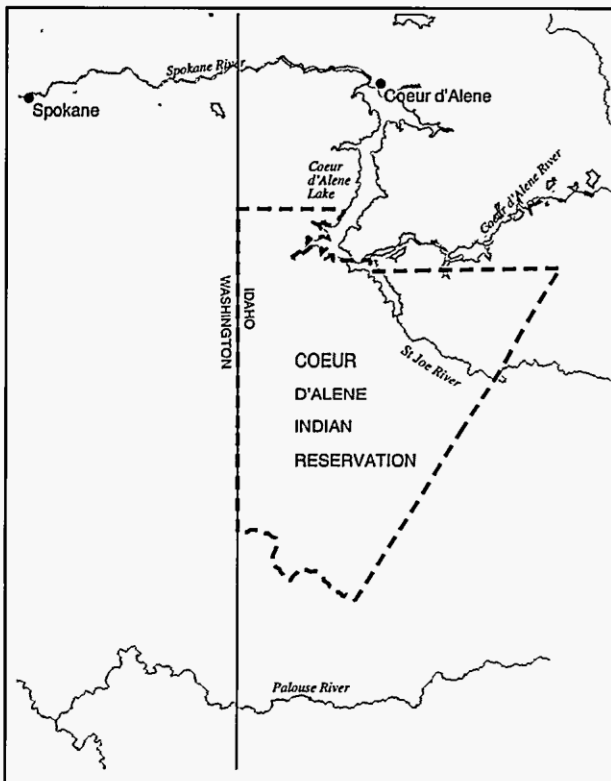 Spokane River
Spokane
Coeur d'Alene
Coeur
d'Alene
Lake
Coeur d'Alene River
WASHINGTON
IDAHO
St Joe River
COEUR
D'ALENE
INDIAN
RESERVATION
Palouse River